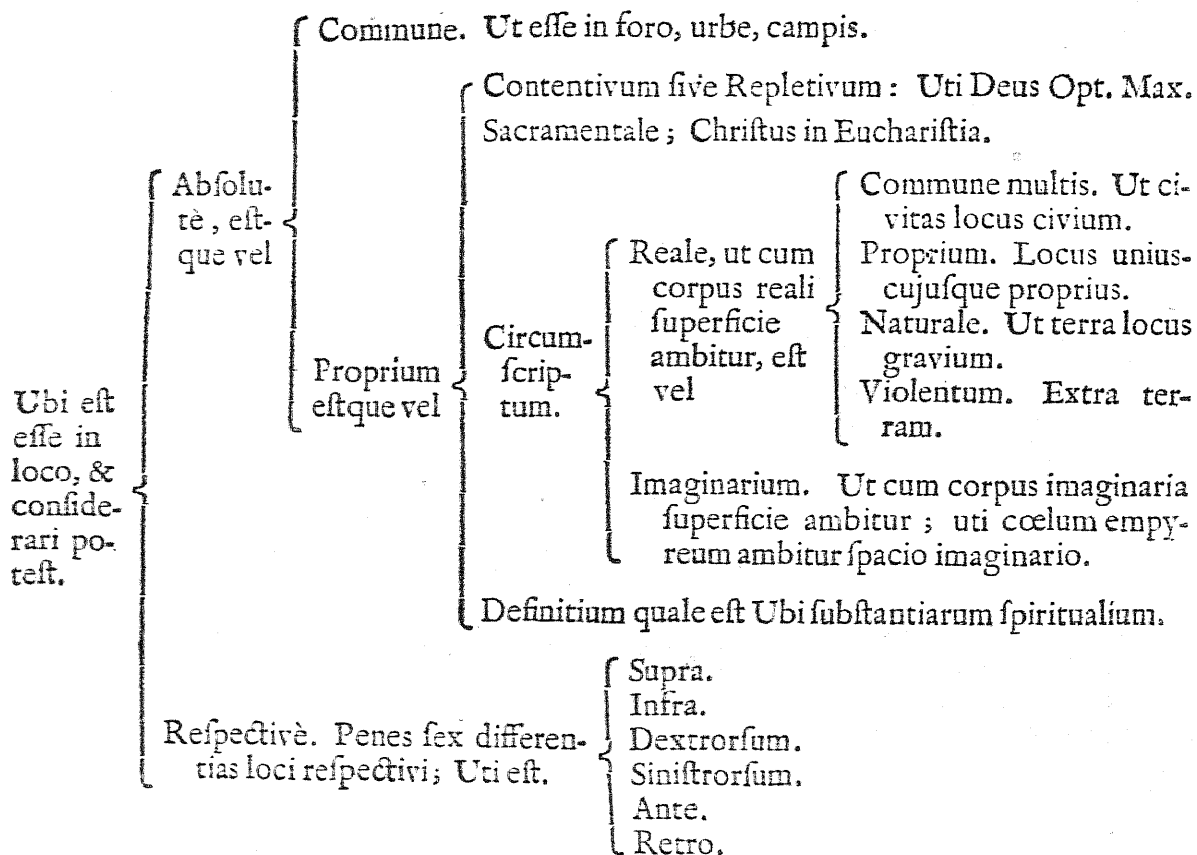 Commune. Ut eſſe in foro, urbe, campis.
Contentivum ſive Repletivum : Uti Deus Opt. Max.
Sacramentale ; Chriſtus in Euchariſtia.
Abſolu-
tè , eſt-
que vel
Commune multis. Ut ci-
vitas locus civium.
Proprium. Locus unius-
cujuſque proprius.
Naturale. Ut terra locus
gravium.
Violentum. Extra ter-
ram.
Reale, ut cum
corpus reali
ſuperficie
ambitur, eſt
vel
Circum-
ſcrip-
tum.
Proprium
eſtque vel
Ubi eſt
eſſe in
loco, &
conſide-
rari po-
teſt.
Imaginarium. Ut cum corpus imaginaria
ſuperficie ambitur ; uti cœlum empy-
reum ambitur ſpacio imaginario.
Definitium quale eſt Ubi ſubſtantiarum ſpiritualium.
Reſpectivè. Penes ſex differen-
tias loci reſpectivi; Uti eſt.
Supra.
Infra.
Dextrorſum.
Siniſtrorſum.
Ante.
Retro.